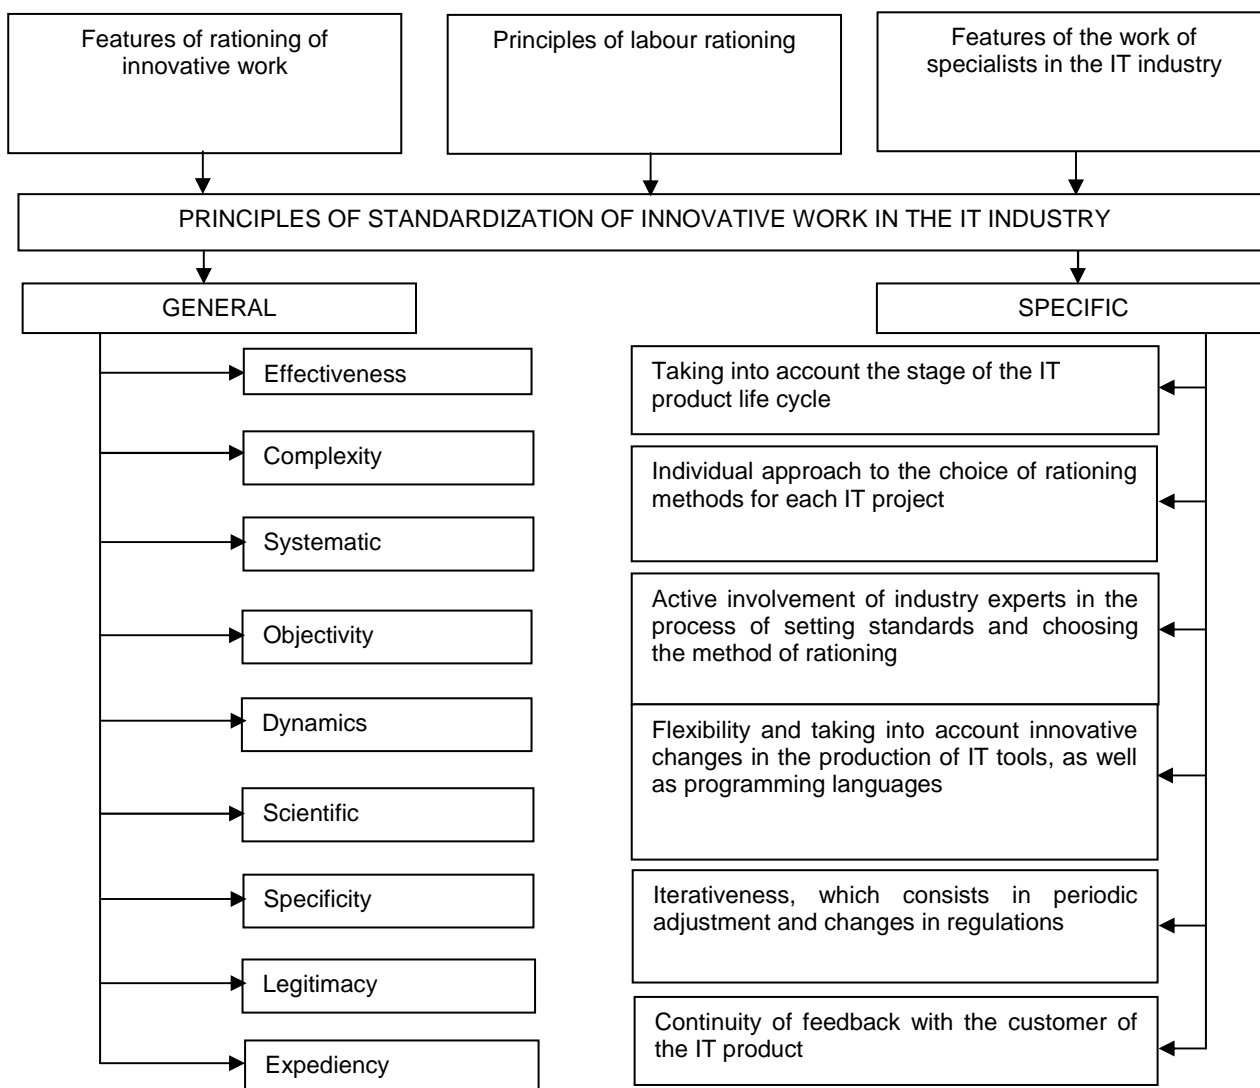 Features of rationing of
innovative work
Principles of labour rationing
Features of the work of
specialists in the IT industry
PRINCIPLES OF STANDARDIZATION OF INNOVATIVE WORK IN THE IT INDUSTRY
GENERAL
Effectiveness
Complexity
Systematic
Objectivity
Dynamics
Scientific
Specificity
Legitimacy
Expediency
SPECIFIC
Taking into account the stage of the IT
product life cycle
Individual approach to the choice of rationing
methods for each IT project
Active involvement of industry experts in the
process of setting standards and choosing
the method of rationing
Flexibility and taking into account innovative
changes in the production of IT tools, as well
as programming languages
Iterativeness, which consists in periodic
adjustment and changes in regulations
Continuity of feedback with the customer of
the IT product